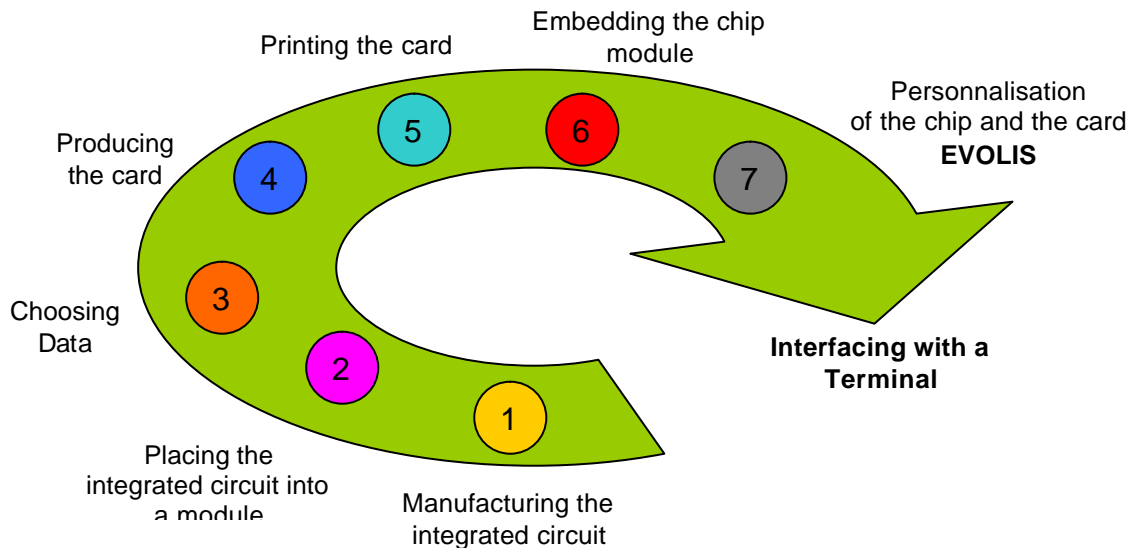 Printing the card
Embedding the chip
module
Personnalisation
of the chip and the card
EVOLIS
Producing
the card
5
6
4
7
3
Choosing
Data
2
1
Interfacing with a
Terminal
Placing the
integrated circuit into
a module
Manufacturing the
integrated circuit